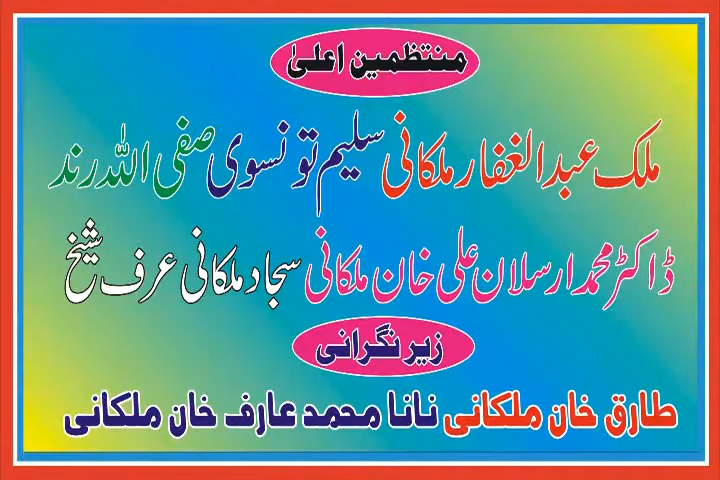 منتظمین اعلیٰ
ملک عبدالغفار ملکانی سلیم تونسوی صفی اللہ رند
ڈاکٹر محمد ارسلان علی خان ملکانی سجاد ملکانی عرف شیخ
زیر نگرانی
طارق خان ملکانی نانا محمد عارف خان ملکانی